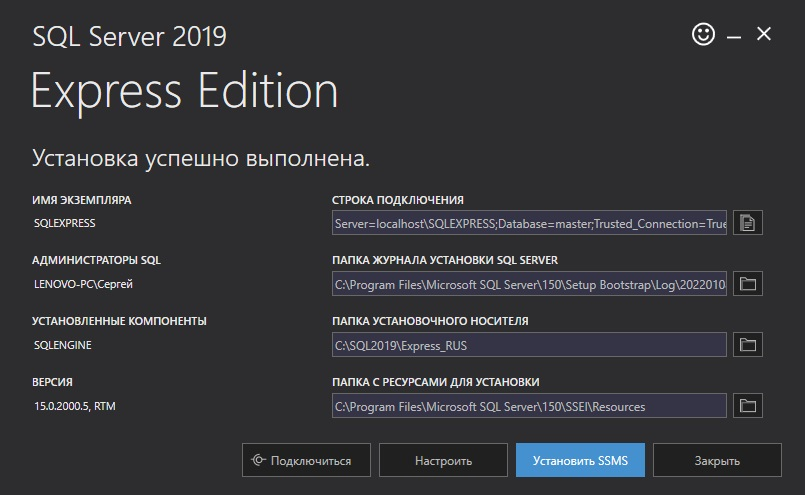 SQL Server 2019
Express Edition
Установка успешно выполнена.
ИМЯ ЭКЗЕМПЛЯРА
SQLEXPRESS
СТРОКА ПОДКЛЮЧЕНИЯ
Server=localhost\SQLEXPRESS;Database=master;Trusted_Connection=True
АДМИНИСТРАТОРЫ SQL
LENOVO-PC\Сергей
ПАПКА ЖУРНАЛА УСТАНОВКИ SQL SERVER
C:\Program Files\Microsoft SQL Server\150\Setup Bootstrap\Log\2022010
УСТАНОВЛЕННЫЕ КОМПОНЕНТЫ
SQLENGINE
ПАПКА УСТАНОВОЧНОГО НОСИТЕЛЯ
C:\SQL2019\Express_RUS
ВЕРСИЯ
15.0.2000.5, RTM
ПАПКА С РЕСУРСАМИ ДЛЯ УСТАНОВКИ
C:\Program Files\Microsoft SQL Server\150\SSEI\Resources
Подключиться
Настроить
Установить SSMS
Закрыть